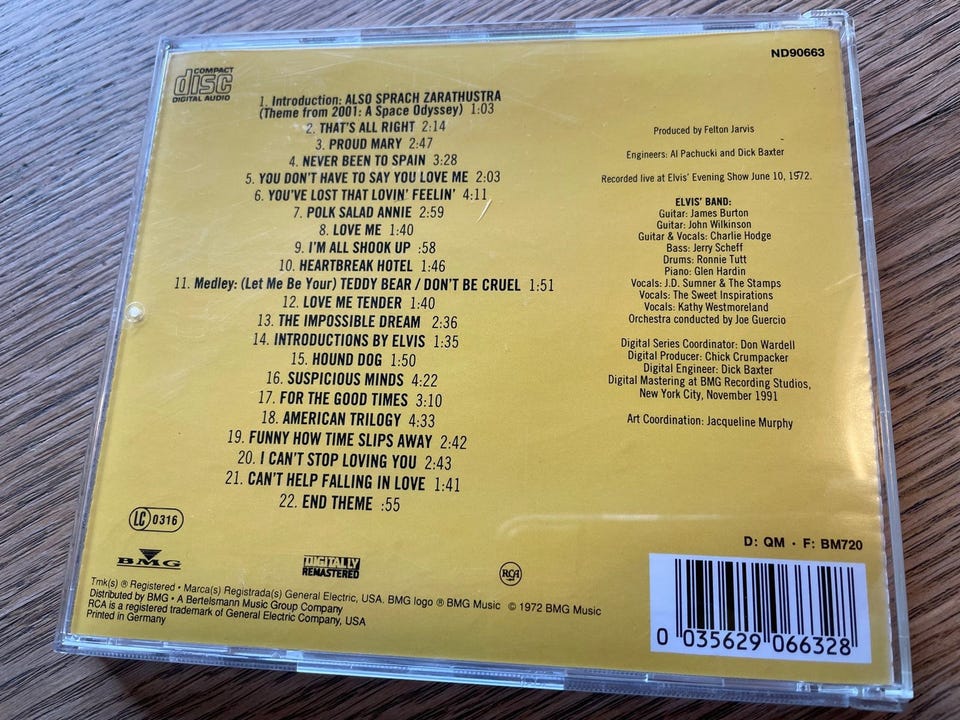 COMPACT
disc
DIGITAL AUDIO
ND90663
1. Introduction: ALSO SPRACH ZARATHUSTRA
(Theme from 2001: A Space Odyssey) 1:03
2. THAT'S ALL RIGHT 2:14
3. PROUD MARY 2:47
4. NEVER BEEN TO SPAIN 3:28
5. YOU DON'T HAVE TO SAY YOU LOVE ME 2:03
6. YOU'VE LOST THAT LOVIN' FEELIN' 4:11
7. POLK SALAD ANNIE 2:59
8. LOVE ME 1:40
9. I'M ALL SHOOK UP :58
10. HEARTBREAK HOTEL 1:46
11. Medley: (Let Me Be Your) TEDDY BEAR / DON'T BE CRUEL 1:51
12. LOVE ME TENDER 1:40
13. THE IMPOSSIBLE DREAM 2:36
14. INTRODUCTIONS BY ELVIS 1:35
15. HOUND DOG 1:50
16. SUSPICIOUS MINDS 4:22
17. FOR THE GOOD TIMES 3:10
18. AMERICAN TRILOGY 4:33
19. FUNNY HOW TIME SLIPS AWAY 2:42
20. I CAN'T STOP LOVING YOU 2:43
21. CAN'T HELP FALLING IN LOVE 1:41
22. END THEME :55
Produced by Felton Jarvis
Engineers: Al Pachucki and Dick Baxter
Recorded live at Elvis' Evening Show June 10, 1972.
ELVIS' BAND:
Guitar: James Burton
Guitar: John Wilkinson
Guitar & Vocals: Charlie Hodge
Bass: Jerry Scheff
Drums: Ronnie Tutt
Piano: Glen Hardin
Vocals: J.D. Sumner & The Stamps
Vocals: The Sweet Inspirations
Vocals: Kathy Westmoreland
Orchestra conducted by Joe Guercio
Digital Series Coordinator: Don Wardell
Digital Producer: Chick Crumpacker
Digital Engineer: Dick Baxter
Digital Mastering at BMG Recording Studios,
New York City, November 1991
Art Coordination: Jacqueline Murphy
LC 0316
BMG
DIGITALLY
REMASTERED
RCA
D: QM · F: BM720
Tmk(s) ® Registered • Marca(s) Registrada(s) General Electric, USA. BMG logo ® BMG Music © 1972 BMG Music
Distributed by BMG • A Bertelsmann Music Group Company
RCA is a registered trademark of General Electric Company, USA
Printed in Germany
0 035629 066328